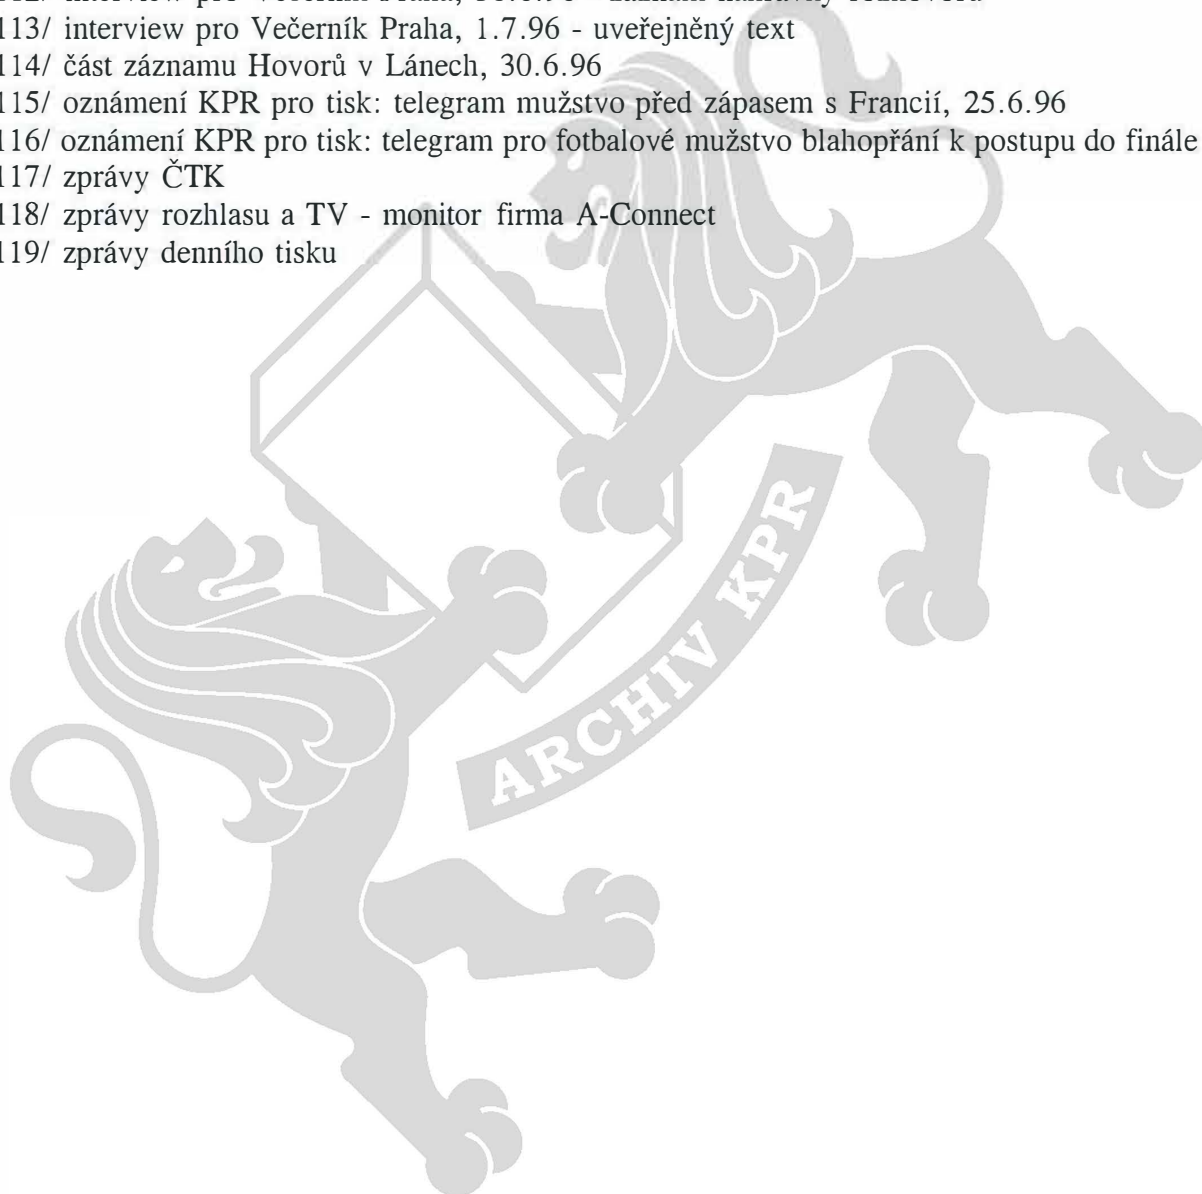 113/ interview pro Večerník Praha, 1.7.96 - uveřejněný text
114/ část záznamu Hovorů v Lánech, 30.6.96
115/ oznámení KPR pro tisk: telegram mužstvo před zápasem s Francií, 25.6.96
116/ oznámení KPR pro tisk: telegram pro fotbalové mužstvo blahopřání k postupu do finále
117/ zprávy ČTK
118/ zprávy rozhlasu a TV - monitor firma A-Connect
119/ zprávy denního tisku
ARCHIV KPR